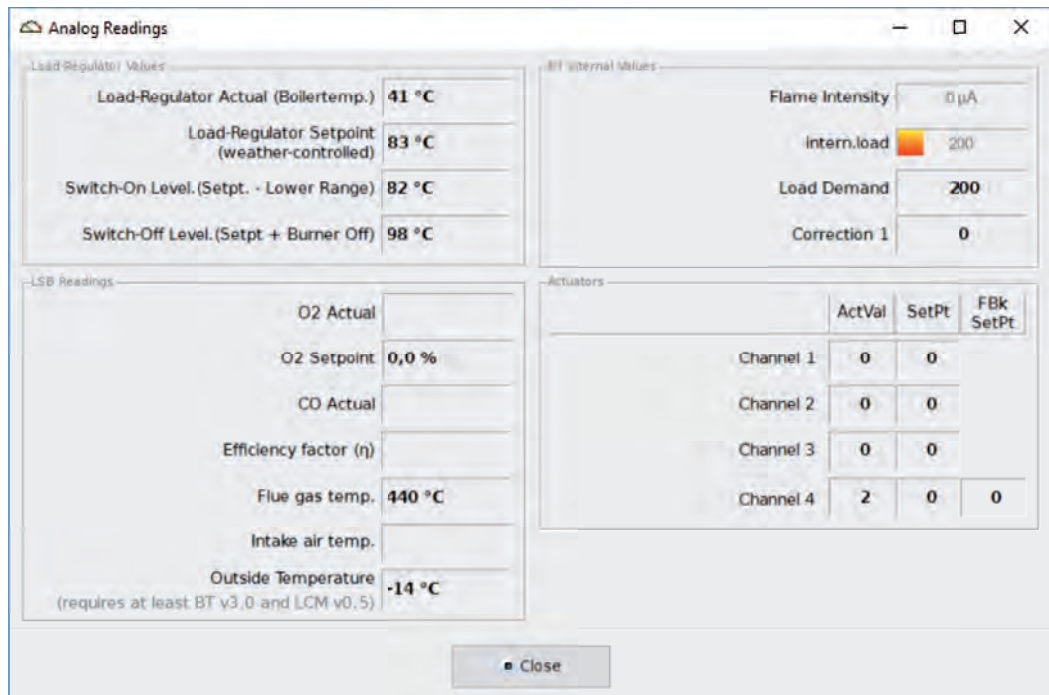 Analog Readings
Load-Regulator Values
Load-Regulator Actual (Boilertemp.) 41 °C
Load-Regulator Setpoint
(weather-controlled) 83 °C
Switch-On Level.(Setpt. - Lower Range) 82 °C
Switch-Off Level.(Setpt + Burner Off) 98 °C
BT Internal Values
Flame Intensity 0 µA
Intern.load 200
Load Demand 200
Correction 1 0
LSB Readings
O2 Actual
O2 Setpoint 0,0 %
CO Actual
Efficiency factor (η)
Flue gas temp. 440 °C
Intake air temp.
Outside Temperature
(requires at least BT v3.0 and LCM v0.5) -14 °C
Actuators
ActVal SetPt FBk
SetPt
Channel 1 0 0
Channel 2 0 0
Channel 3 0 0
Channel 4 2 0 0
Close